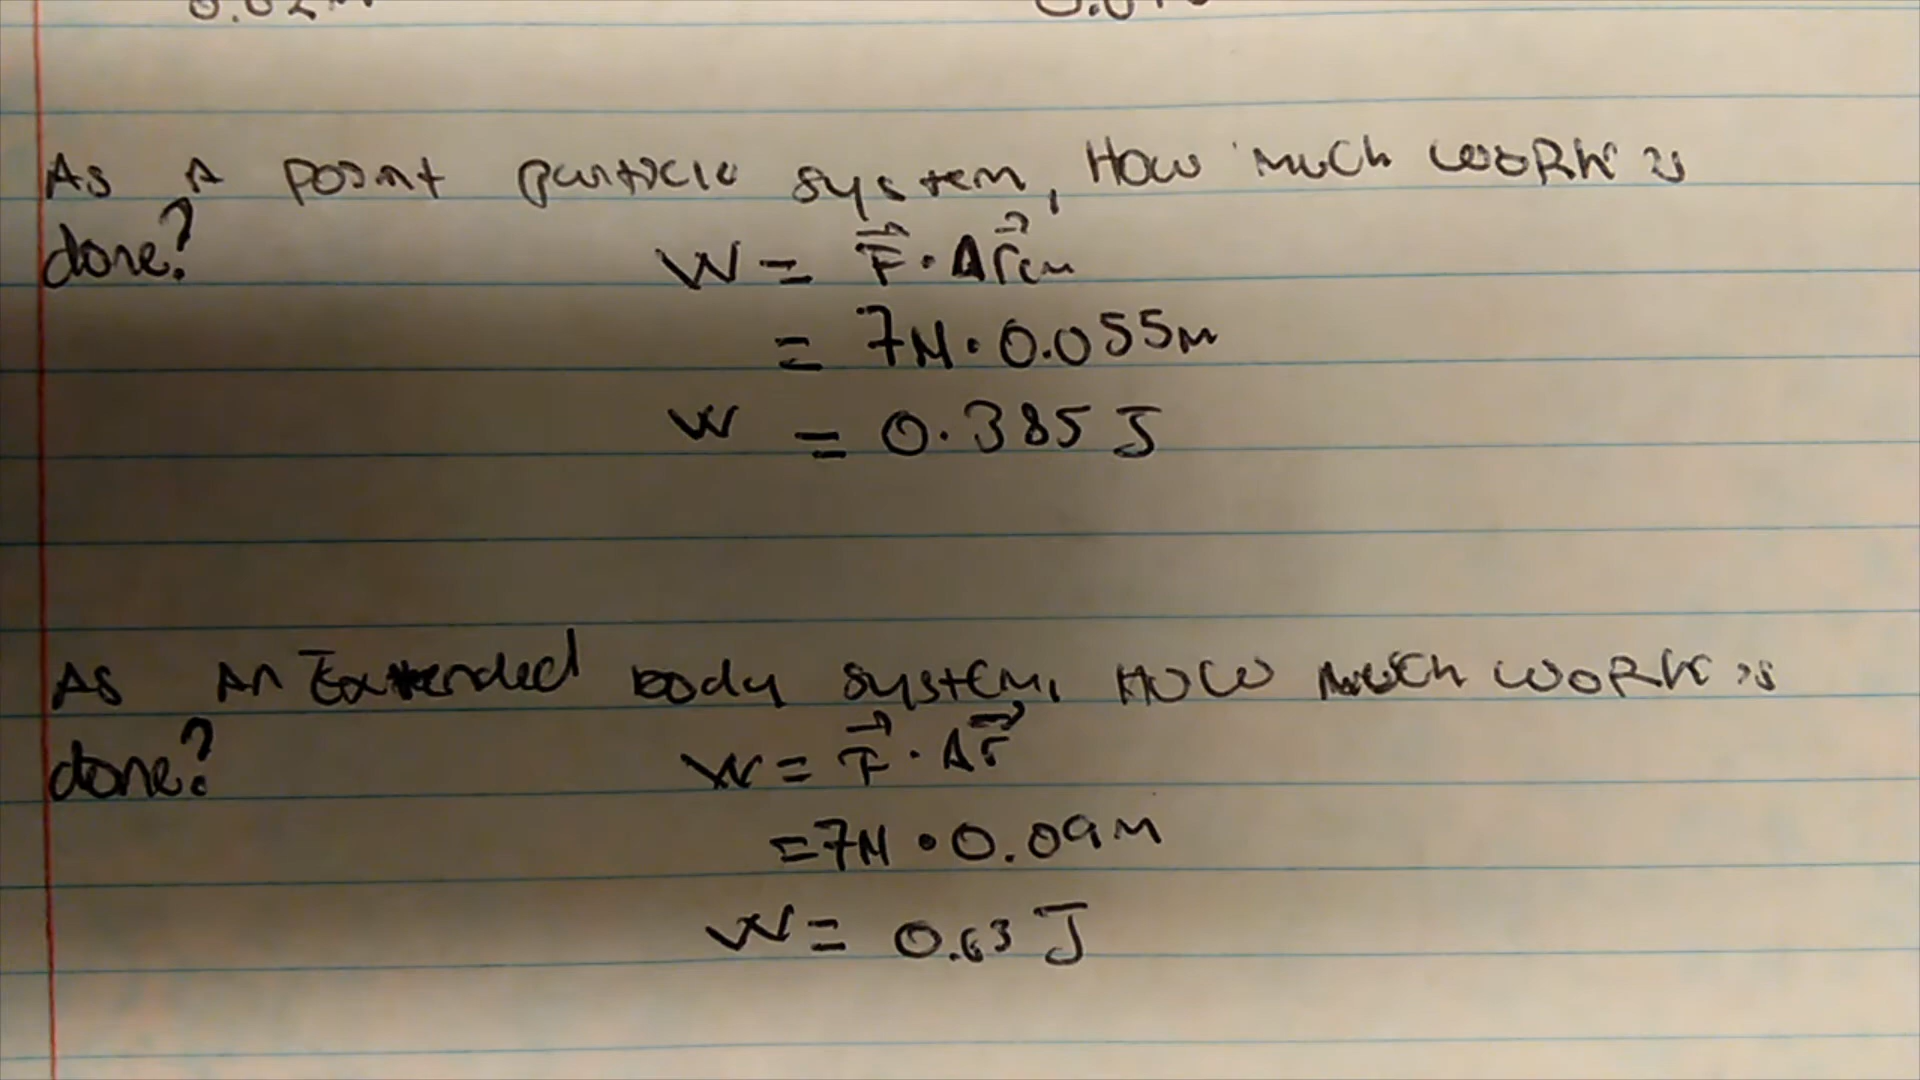 As A point particle system, How much work is
done?
W = F⃗ · Δr⃗cm
= 7N · 0.055m
W = 0.385 J
As An Extended body system, How much work is
done?
W = F⃗ · Δr⃗
= 7N · 0.09m
W = 0.63 J